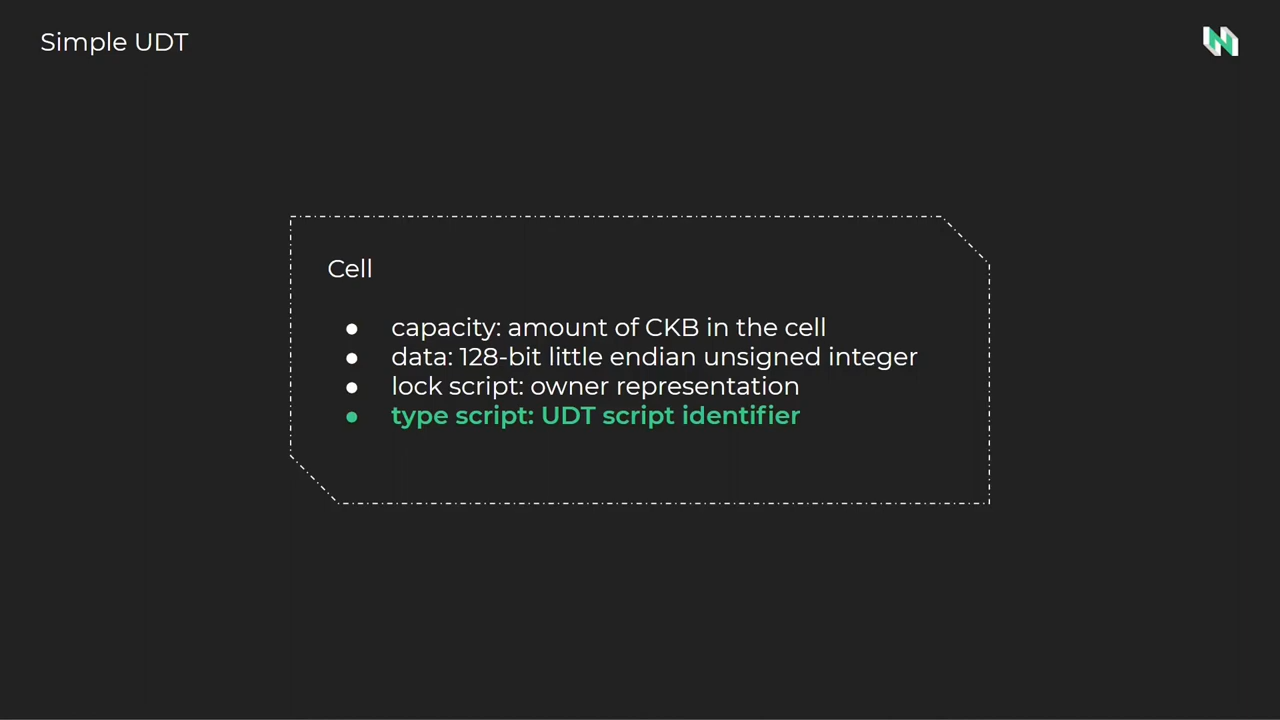 Simple UDT
Cell
● capacity: amount of CKB in the cell
● data: 128-bit little endian unsigned integer
● lock script: owner representation
● type script: UDT script identifier